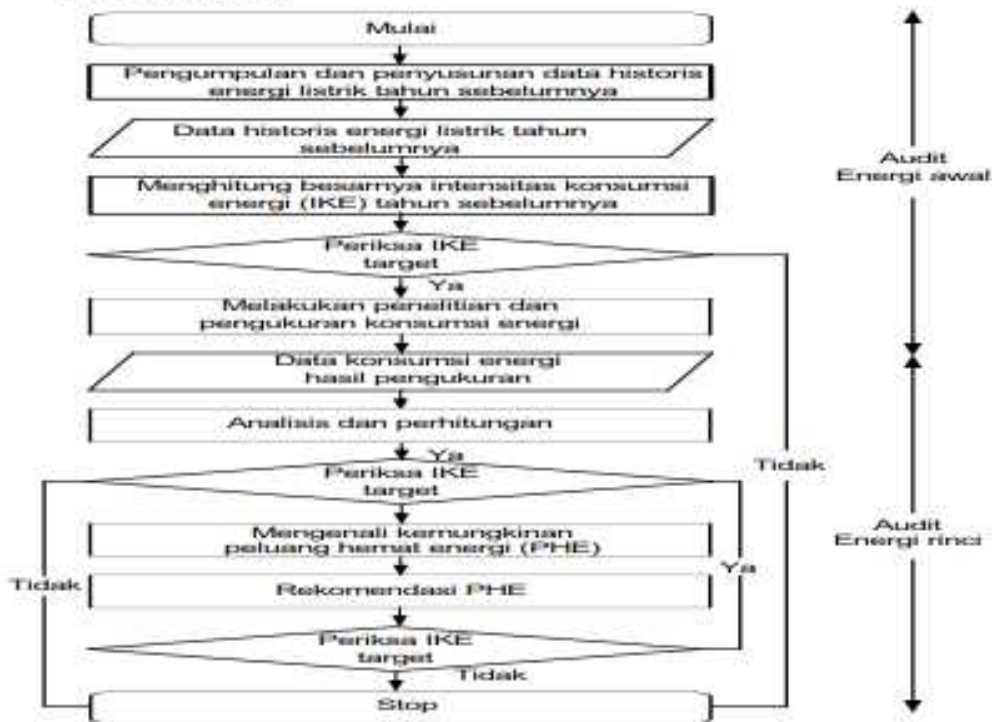 Mulai
Pengumpulan dan penyusunan data historis
energi listrik tahun sebelumnya
Data historis energi listrik tahun
sebelumnya
Menghitung besarnya intensitas konsumsi
energi (IKE) tahun sebelumnya
Periksa IKE
target
Ya
Melakukan penelitian dan
pengukuran konsumsi energi
Data konsumsi energi
hasil pengukuran
Analisis dan perhitungan
Ya
Periksa IKE
target
Mengenali kemungkinan
peluang hemat energi (PHE)
Rekomendasi PHE
Periksa IKE
target
Tidak
Stop
Tidak
Ya
Tidak
Audit
Energi awal
Audit
Energi rinci